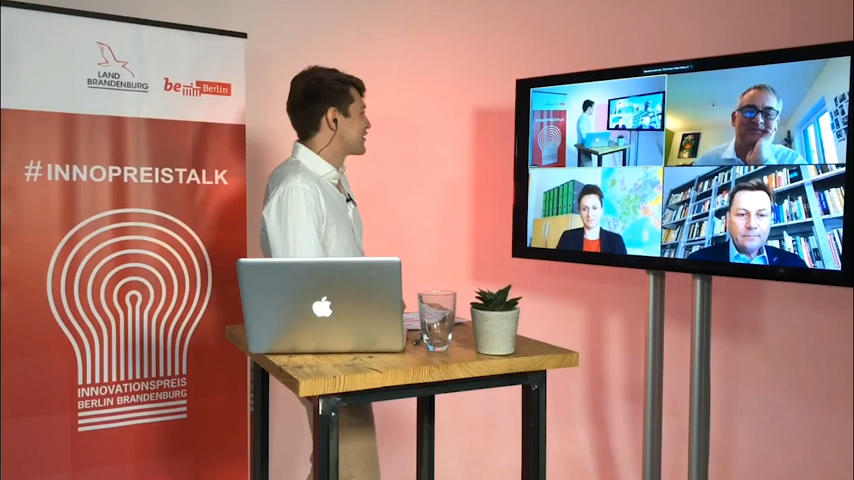 LAND
BRANDENBURG
be Berlin
#INNOPREISTALK
INNOVATIONSPREIS
BERLIN BRANDENBURG